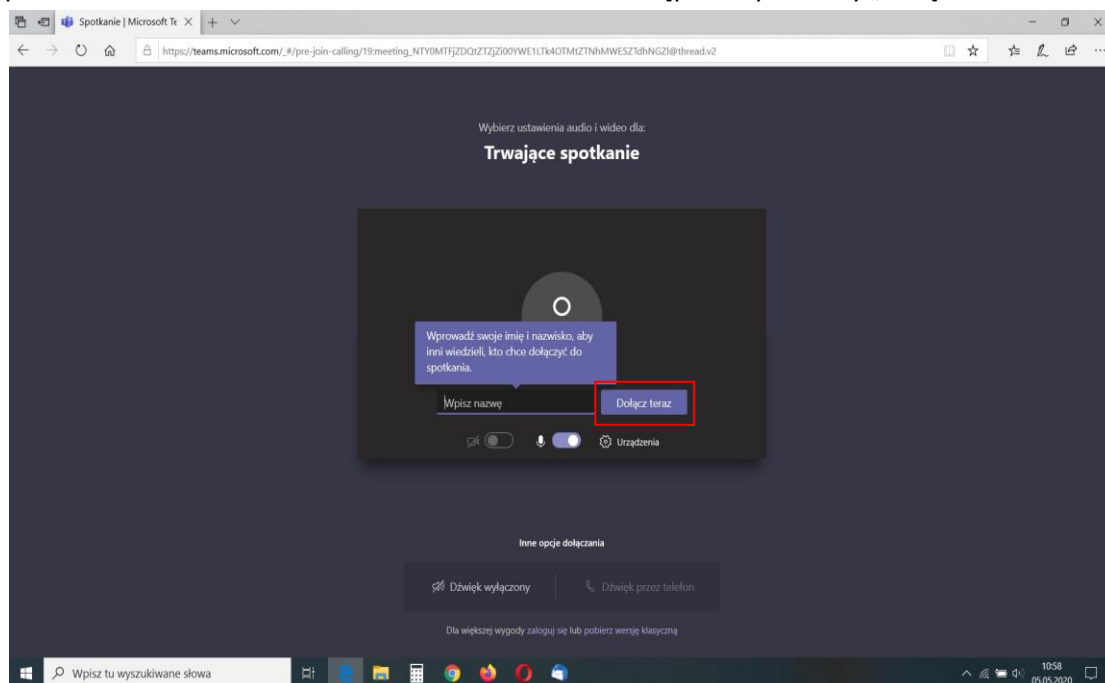 Spotkanie | Microsoft Te
https://teams.microsoft.com/_#/pre-join-calling/19:meeting_NTY0MTFjZDQtZTZjZi00YWE1LTk4OTMtZTNhMWE5ZTdhNGZl@thread.v2
Wybierz ustawienia audio i wideo dla:
Trwające spotkanie
O
Wprowadź swoje imię i nazwisko, aby
inni wiedzieli, kto chce dołączyć do
spotkania.
Wpisz nazwę Dołącz teraz
Urządzenia
Inne opcje dołączania
Dźwięk wyłączony Dźwięk przez telefon
Dla większej wygody zaloguj się lub pobierz wersję klasyczną
Wpisz tu wyszukiwane słowa
10:58
05.05.2020